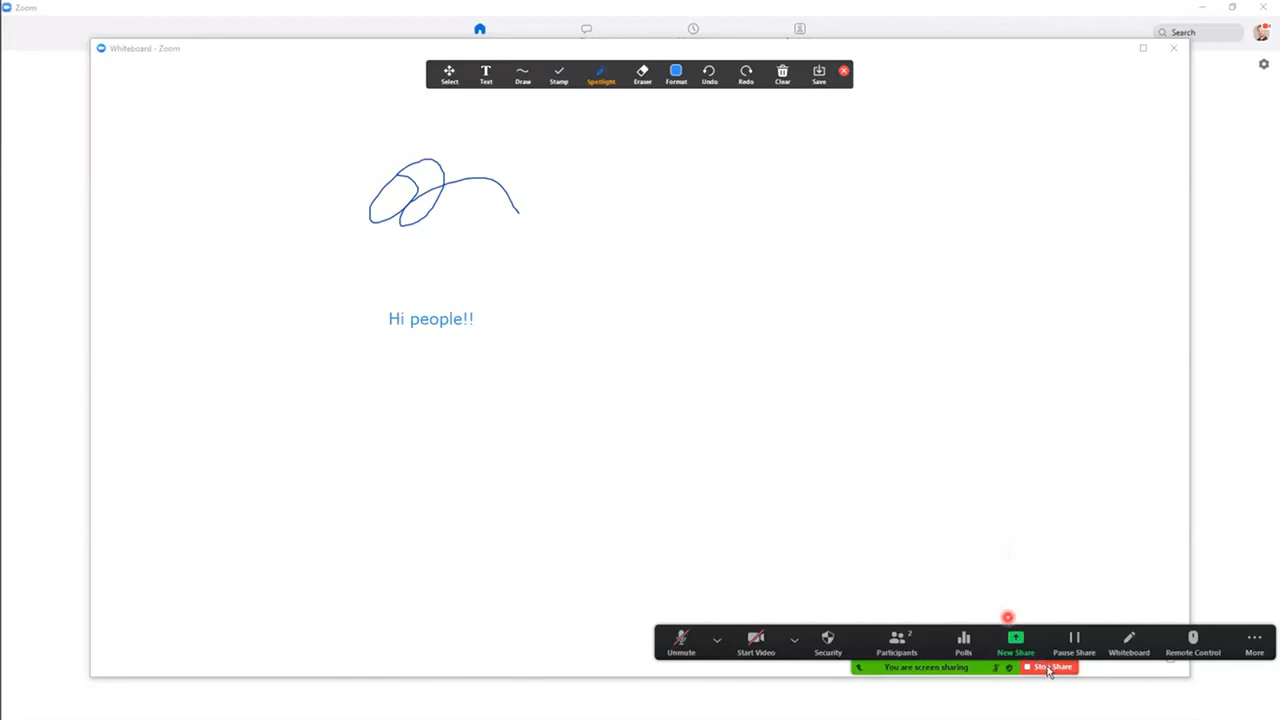 Zoom
Search
Whiteboard - Zoom
Select
Text
Draw
Stamp
Spotlight
Eraser
Format
Undo
Redo
Clear
Save
Hi people!!
Unmute
Start Video
Security
2
Participants
Polls
New Share
Pause Share
Whiteboard
Remote Control
More
You are screen sharing
Stop Share